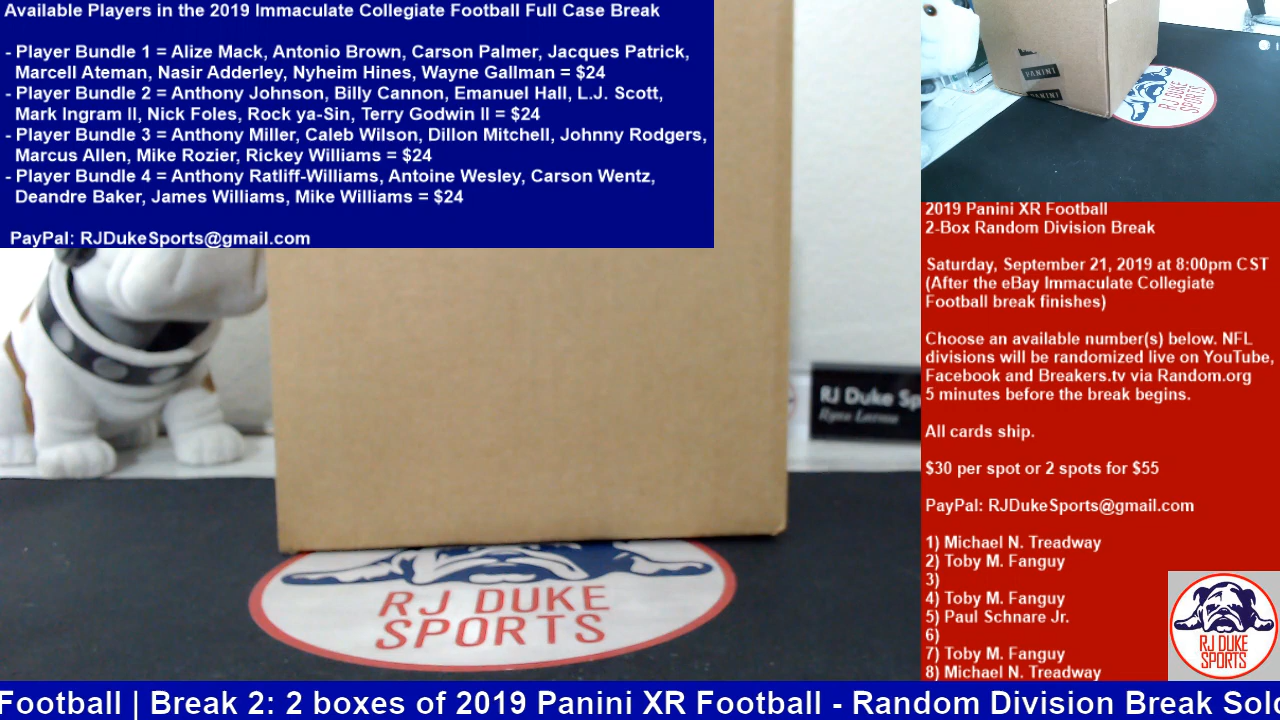 Available Players in the 2019 Immaculate Collegiate Football Full Case Break
- Player Bundle 1 = Alize Mack, Antonio Brown, Carson Palmer, Jacques Patrick,
Marcell Ateman, Nasir Adderley, Nyheim Hines, Wayne Gallman = $24
- Player Bundle 2 = Anthony Johnson, Billy Cannon, Emanuel Hall, L.J. Scott,
Mark Ingram II, Nick Foles, Rock ya-Sin, Terry Godwin II = $24
- Player Bundle 3 = Anthony Miller, Caleb Wilson, Dillon Mitchell, Johnny Rodgers,
Marcus Allen, Mike Rozier, Rickey Williams = $24
- Player Bundle 4 = Anthony Ratliff-Williams, Antoine Wesley, Carson Wentz,
Deandre Baker, James Williams, Mike Williams = $24
PayPal: RJDukeSports@gmail.com
PANINI
PANINI
RJ DUKE
SPORTS
2019 Panini XR Football
2-Box Random Division Break
Saturday, September 21, 2019 at 8:00pm CST
(After the eBay Immaculate Collegiate
Football break finishes)
Choose an available number(s) below. NFL
divisions will be randomized live on YouTube,
Facebook and Breakers.tv via Random.org
5 minutes before the break begins.
All cards ship.
$30 per spot or 2 spots for $55
PayPal: RJDukeSports@gmail.com
1) Michael N. Treadway
2) Toby M. Fanguy
3)
4) Toby M. Fanguy
5) Paul Schnare Jr.
6)
7) Toby M. Fanguy
8) Michael N. Treadway
RJ DUKE
SPORTS
RJ Duke Sp
RJ DUKE
SPORTS
Football | Break 2: 2 boxes of 2019 Panini XR Football - Random Division Break Sol